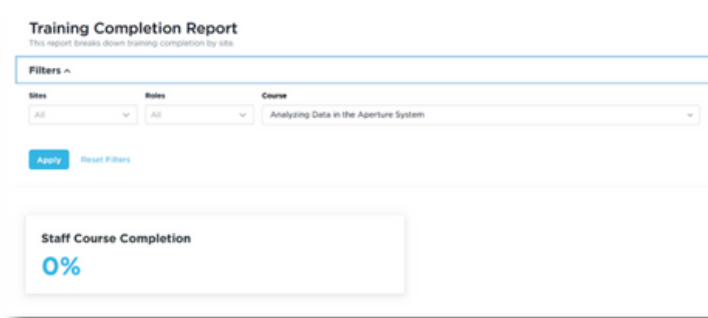 Training Completion Report
This report breaks down training completion by site.
Filters
Sites Roles Course
All All Analyzing Data in the Aperture System
Apply Reset Filters
Staff Course Completion
0%